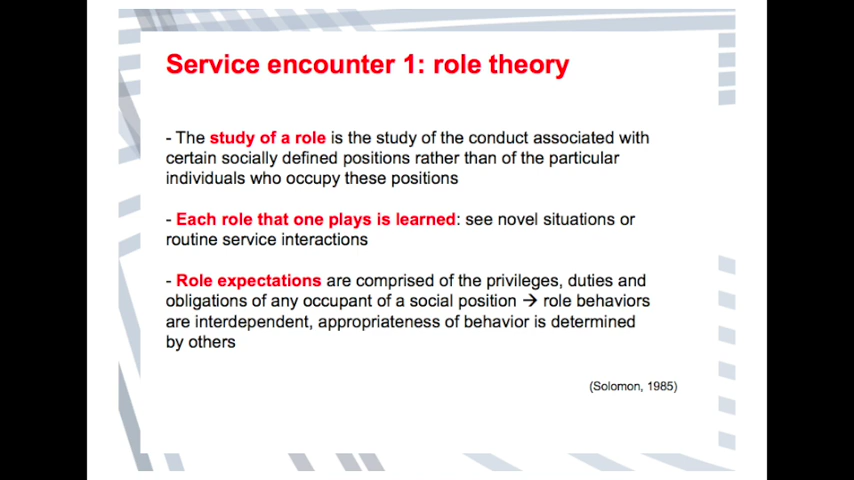 Service encounter 1: role theory
- The study of a role is the study of the conduct associated with
certain socially defined positions rather than of the particular
individuals who occupy these positions
- Each role that one plays is learned: see novel situations or
routine service interactions
- Role expectations are comprised of the privileges, duties and
obligations of any occupant of a social position → role behaviors
are interdependent, appropriateness of behavior is determined
by others
(Solomon, 1985)